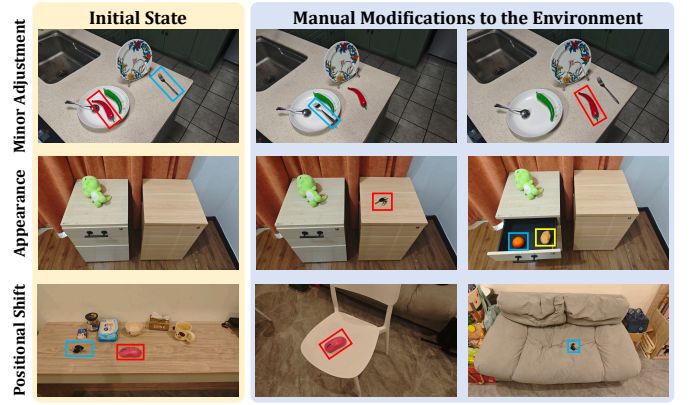 Initial State
Manual Modifications to the Environment
Minor Adjustment
Appearance
Positional Shift